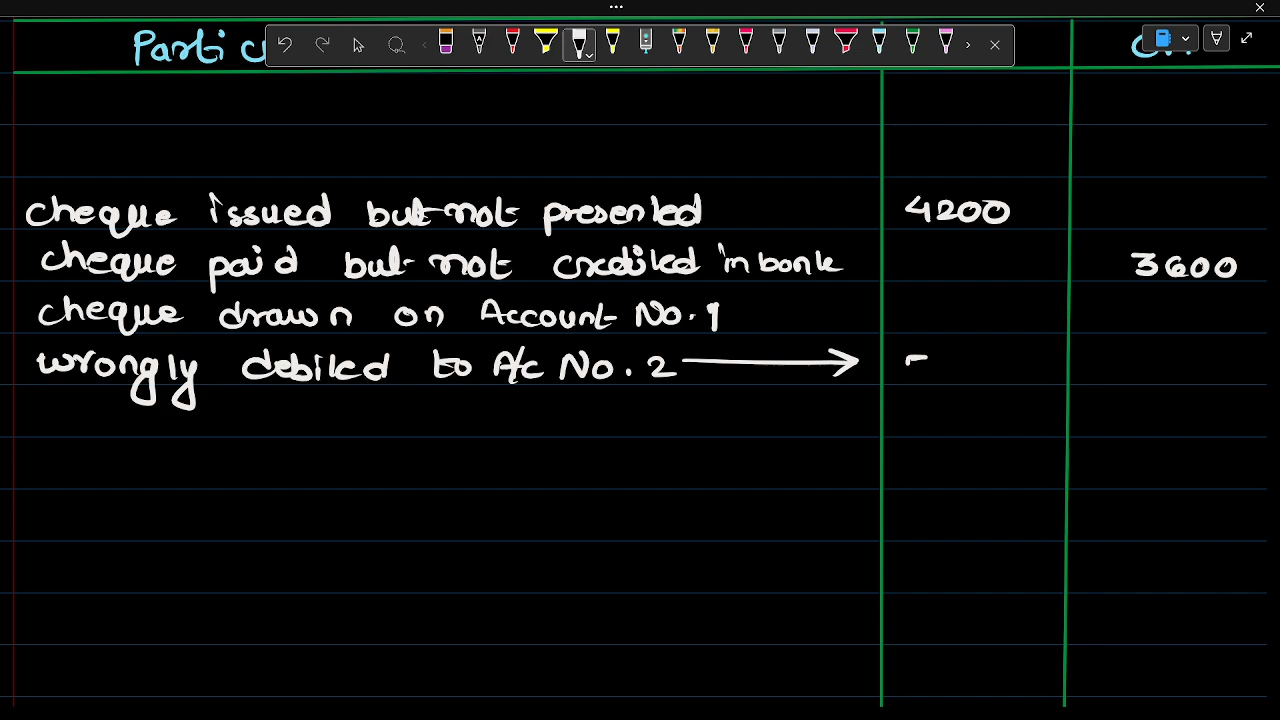 Parti
cheque issued but not presented 4200
cheque paid but not credited in bank 3600
cheque drawn on Account No. 1
wrongly debited to A/c No. 2